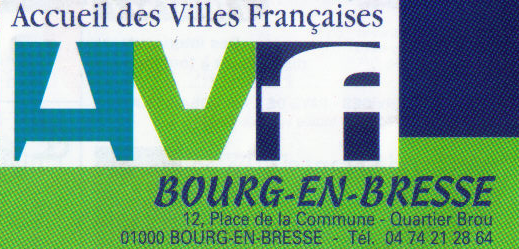 Accueil des Villes Françaises
AVf
BOURG-EN-BRESSE
12, Place de la Commune - Quartier Brou
01000 BOURG-EN-BRESSE - Tél. 04 74 21 28 64